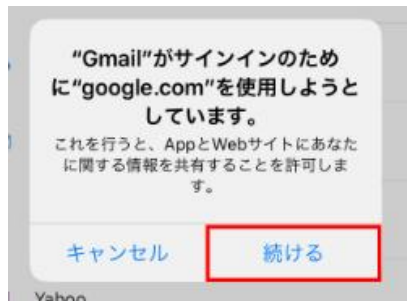 “Gmail”がサインインのため
に“google.com”を使用しようと
しています。
これを行うと、AppとWebサイトにあなた
に関する情報を共有することを許可しま
す。
キャンセル 続ける
Yahoo